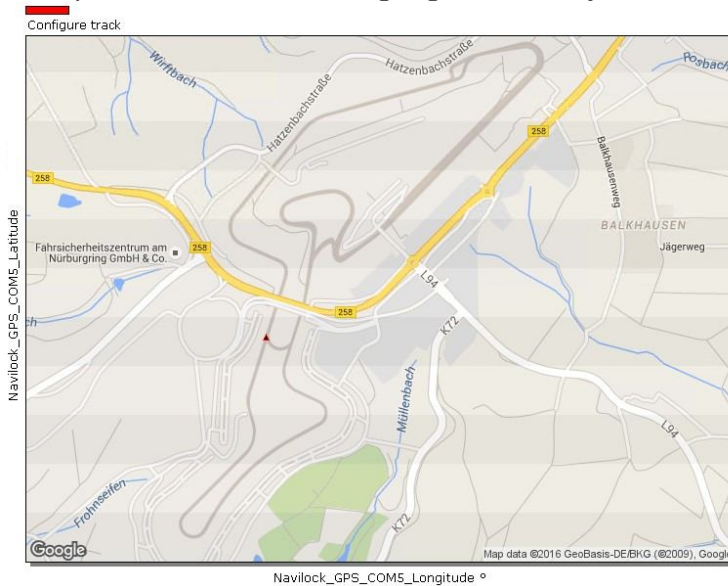 Configure track
Wirftbach
Hatzenbachstraße
Posbach
Hatzenbachstraße
258
Balkhausenweg
258
BALKHAUSEN
Jägerweg
Fahrsicherheitszentrum am
Nürburgring GmbH & Co.
258
L94
258
K72
Müllenbach
L94
Frohnseifen
K72
Google
Map data ©2016 GeoBasis-DE/BKG (©2009), Google
Navilock_GPS_COM5_Latitude
Navilock_GPS_COM5_Longitude °